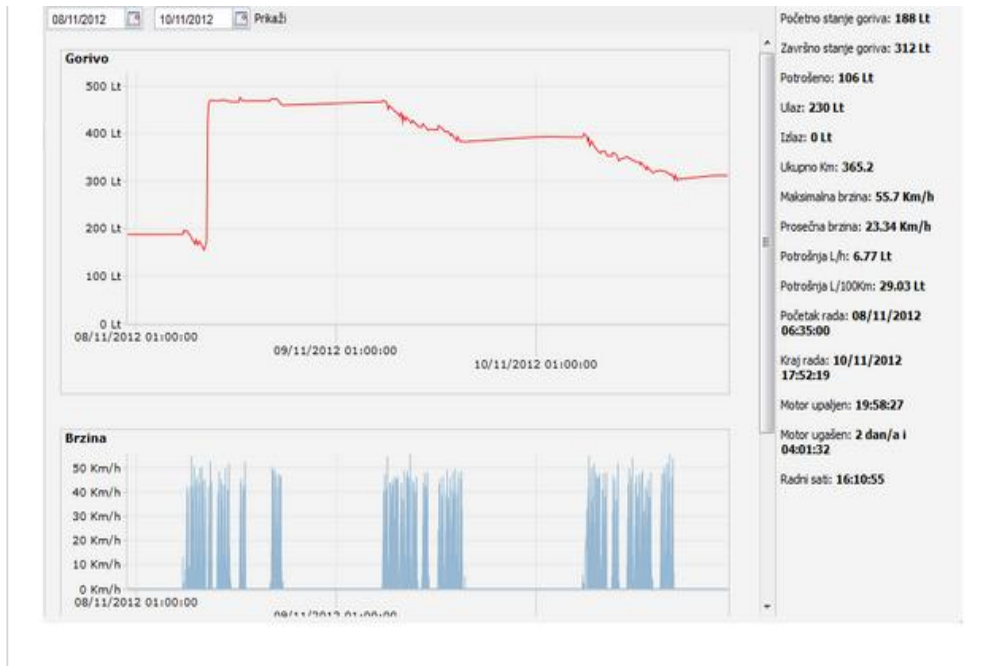 08/11/2012 10/11/2012 Prikaži
Gorivo
500 Lt
400 Lt
300 Lt
200 Lt
100 Lt
0 Lt
08/11/2012 01:00:00
09/11/2012 01:00:00
10/11/2012 01:00:00
Brzina
50 Km/h
40 Km/h
30 Km/h
20 Km/h
10 Km/h
0 Km/h
08/11/2012 01:00:00
09/11/2012 01:00:00
Početno stanje goriva: 188 Lt
Završno stanje goriva: 312 Lt
Potrošeno: 106 Lt
Ulaz: 230 Lt
Izlaz: 0 Lt
Ukupno Km: 365.2
Maksimalna brzina: 55.7 Km/h
Prosečna brzina: 23.34 Km/h
Potrošnja L/h: 6.77 Lt
Potrošnja L/100Km: 29.03 Lt
Početak rada: 08/11/2012
06:35:00
Kraj rada: 10/11/2012
17:52:19
Motor upaljen: 19:58:27
Motor ugašen: 2 dan/a i
04:01:32
Radni sati: 16:10:55